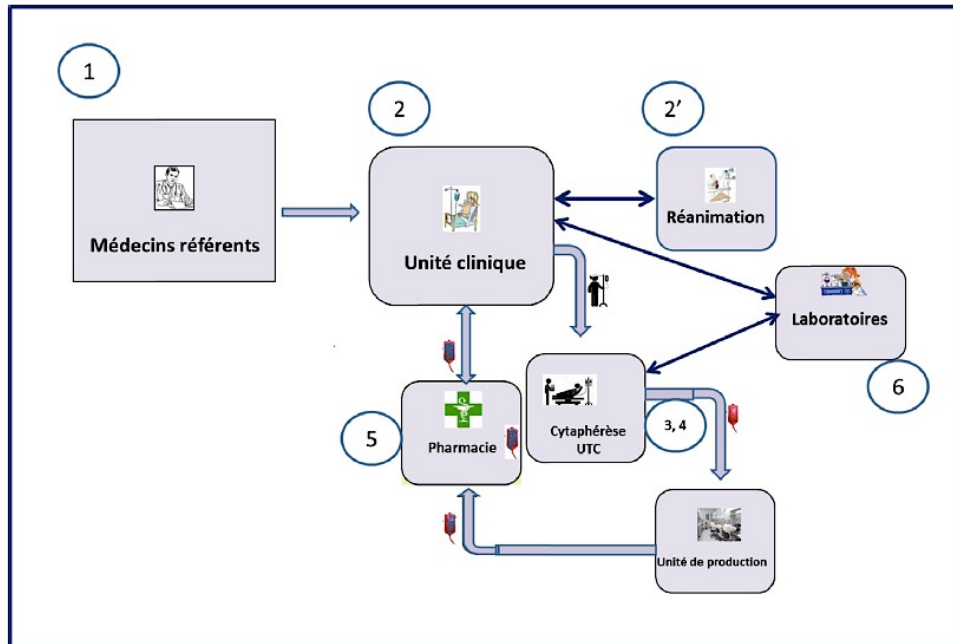 1
2
2’
Médecins référents
Unité clinique
Réanimation
Laboratoires
6
5
Pharmacie
Cytaphérèse
UTC
3, 4
Unité de production